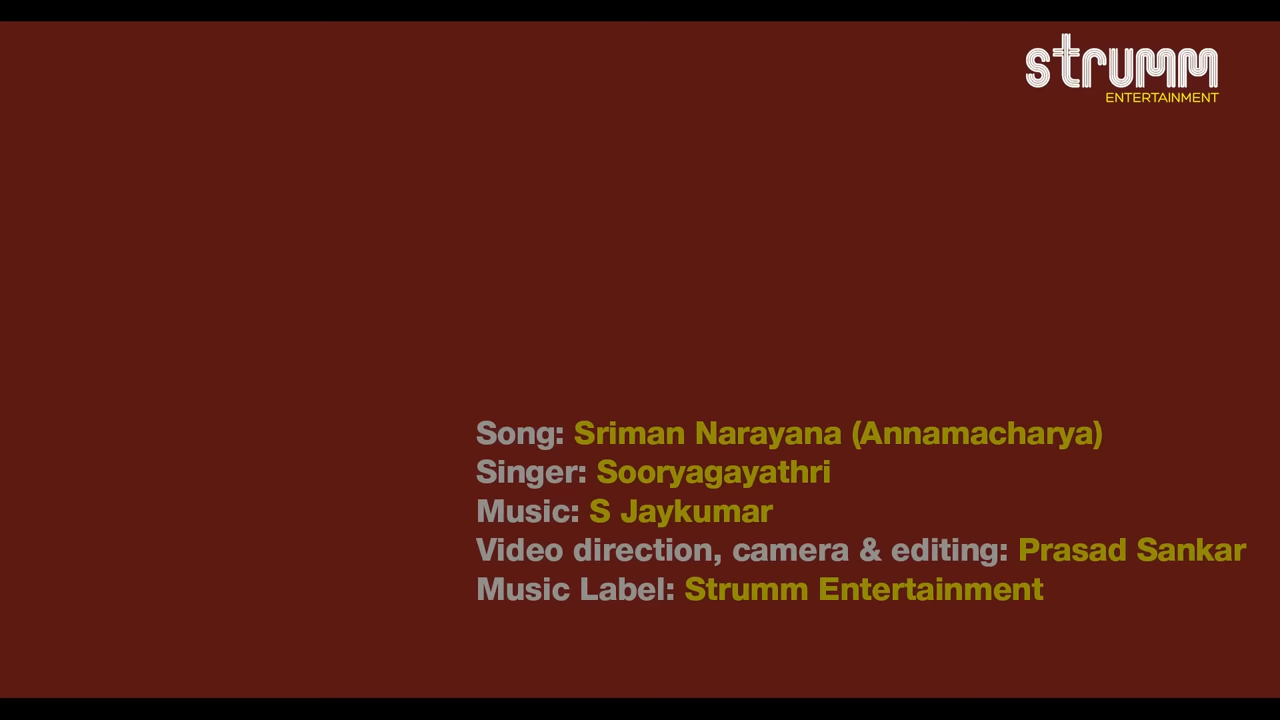 strumm
ENTERTAINMENT
Song: Sriman Narayana (Annamacharya)
Singer: Sooryagayathri
Music: S Jaykumar
Video direction, camera & editing: Prasad Sankar
Music Label: Strumm Entertainment